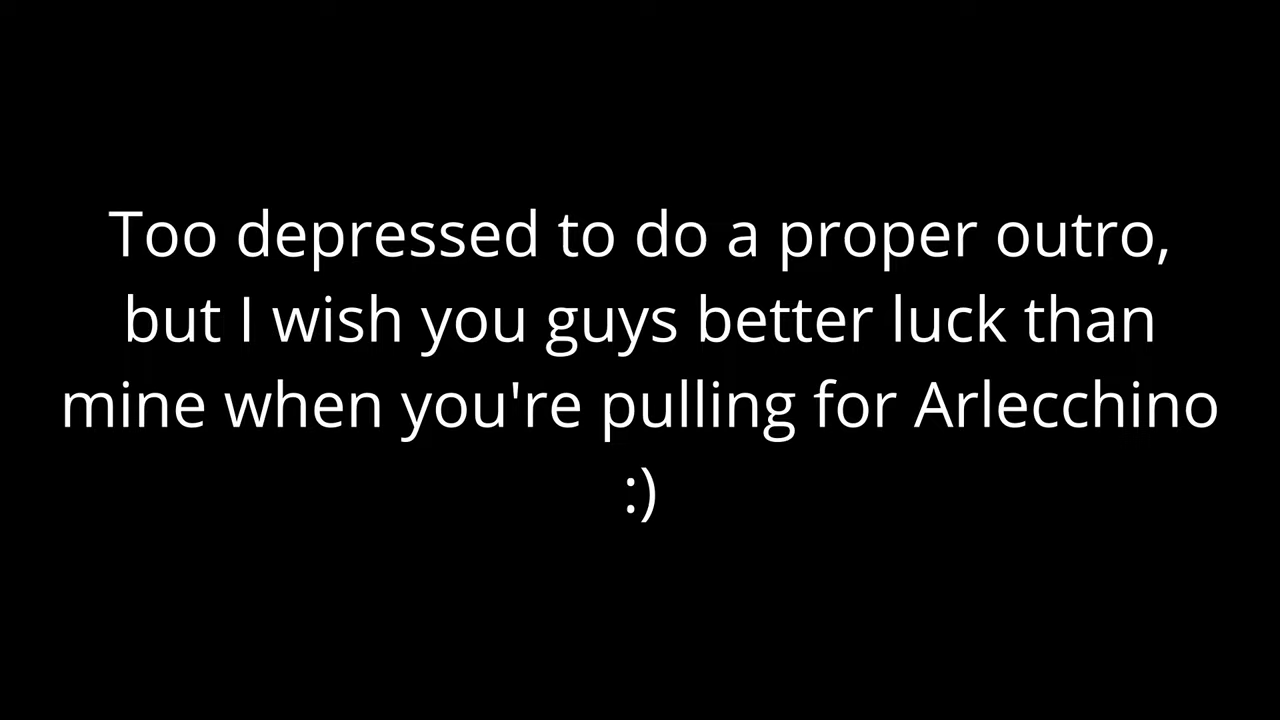 Too depressed to do a proper outro,
but I wish you guys better luck than
mine when you're pulling for Arlecchino
:)